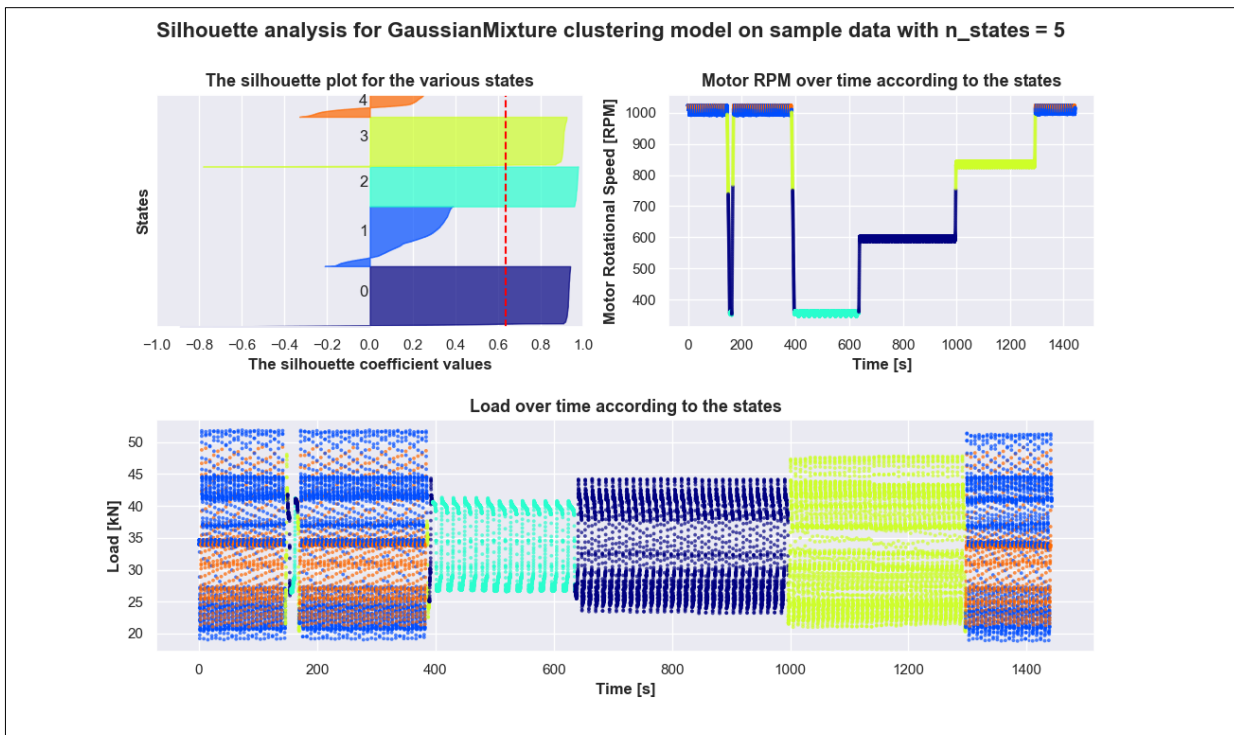 Silhouette analysis for GaussianMixture clustering model on sample data with n_states = 5
The silhouette plot for the various states
States
4
3
2
1
0
−1.0 −0.8 −0.6 −0.4 −0.2 0.0 0.2 0.4 0.6 0.8 1.0
The silhouette coefficient values
Motor RPM over time according to the states
Motor Rotational Speed [RPM]
1000
900
800
700
600
500
400
0 200 400 600 800 1000 1200 1400
Time [s]
Load over time according to the states
Load [kN]
50
45
40
35
30
25
20
0 200 400 600 800 1000 1200 1400
Time [s]